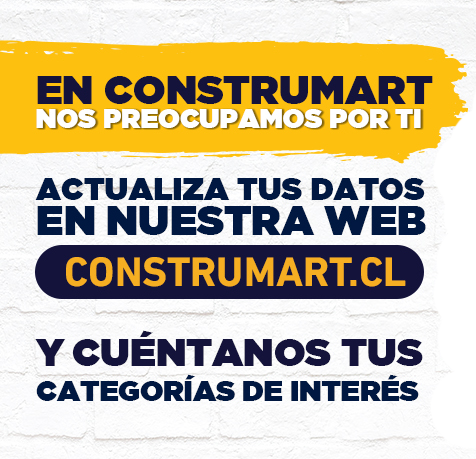 EN CONSTRUMART
NOS PREOCUPAMOS POR TI
ACTUALIZA TUS DATOS
EN NUESTRA WEB
CONSTRUMART.CL
Y CUÉNTANOS TUS
CATEGORÍAS DE INTERÉS